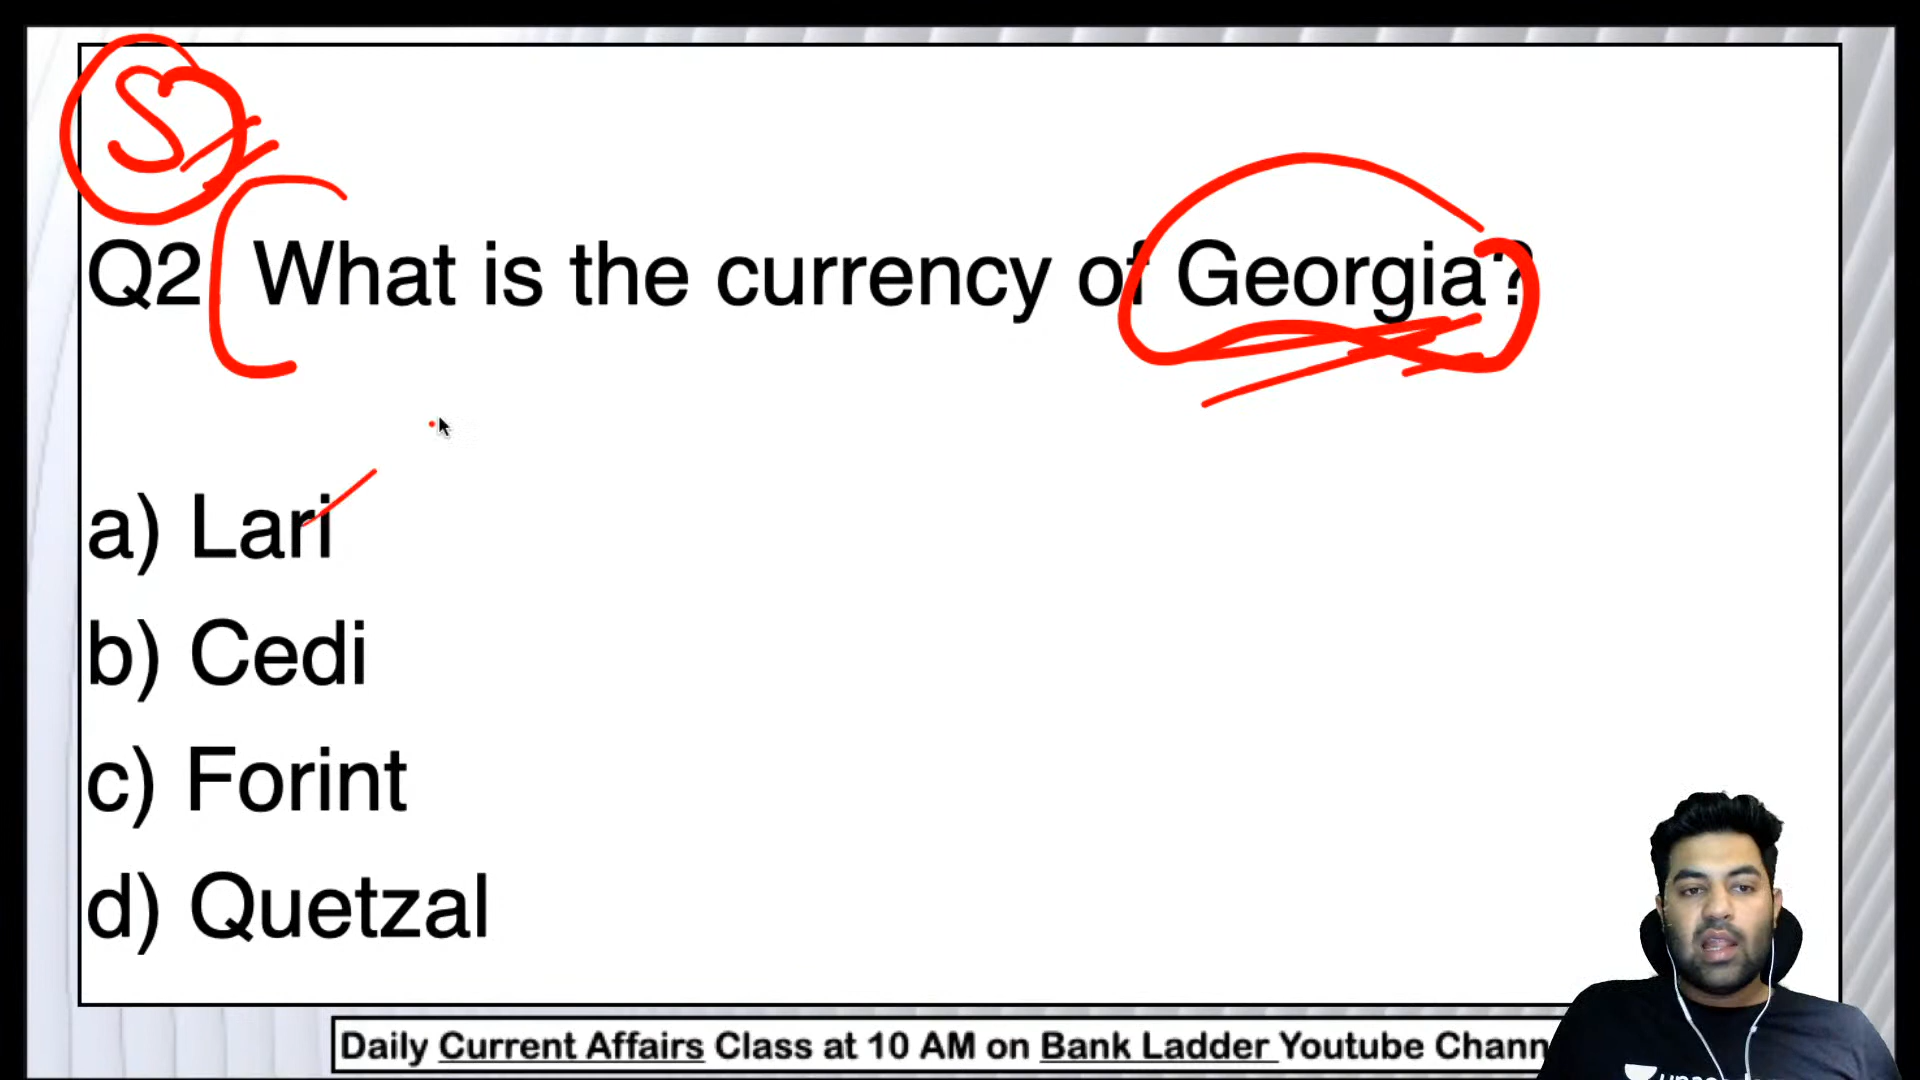 S
Q2 What is the currency of Georgia?
a) Lari
b) Cedi
c) Forint
d) Quetzal
Daily Current Affairs Class at 10 AM on Bank Ladder Youtube Chann